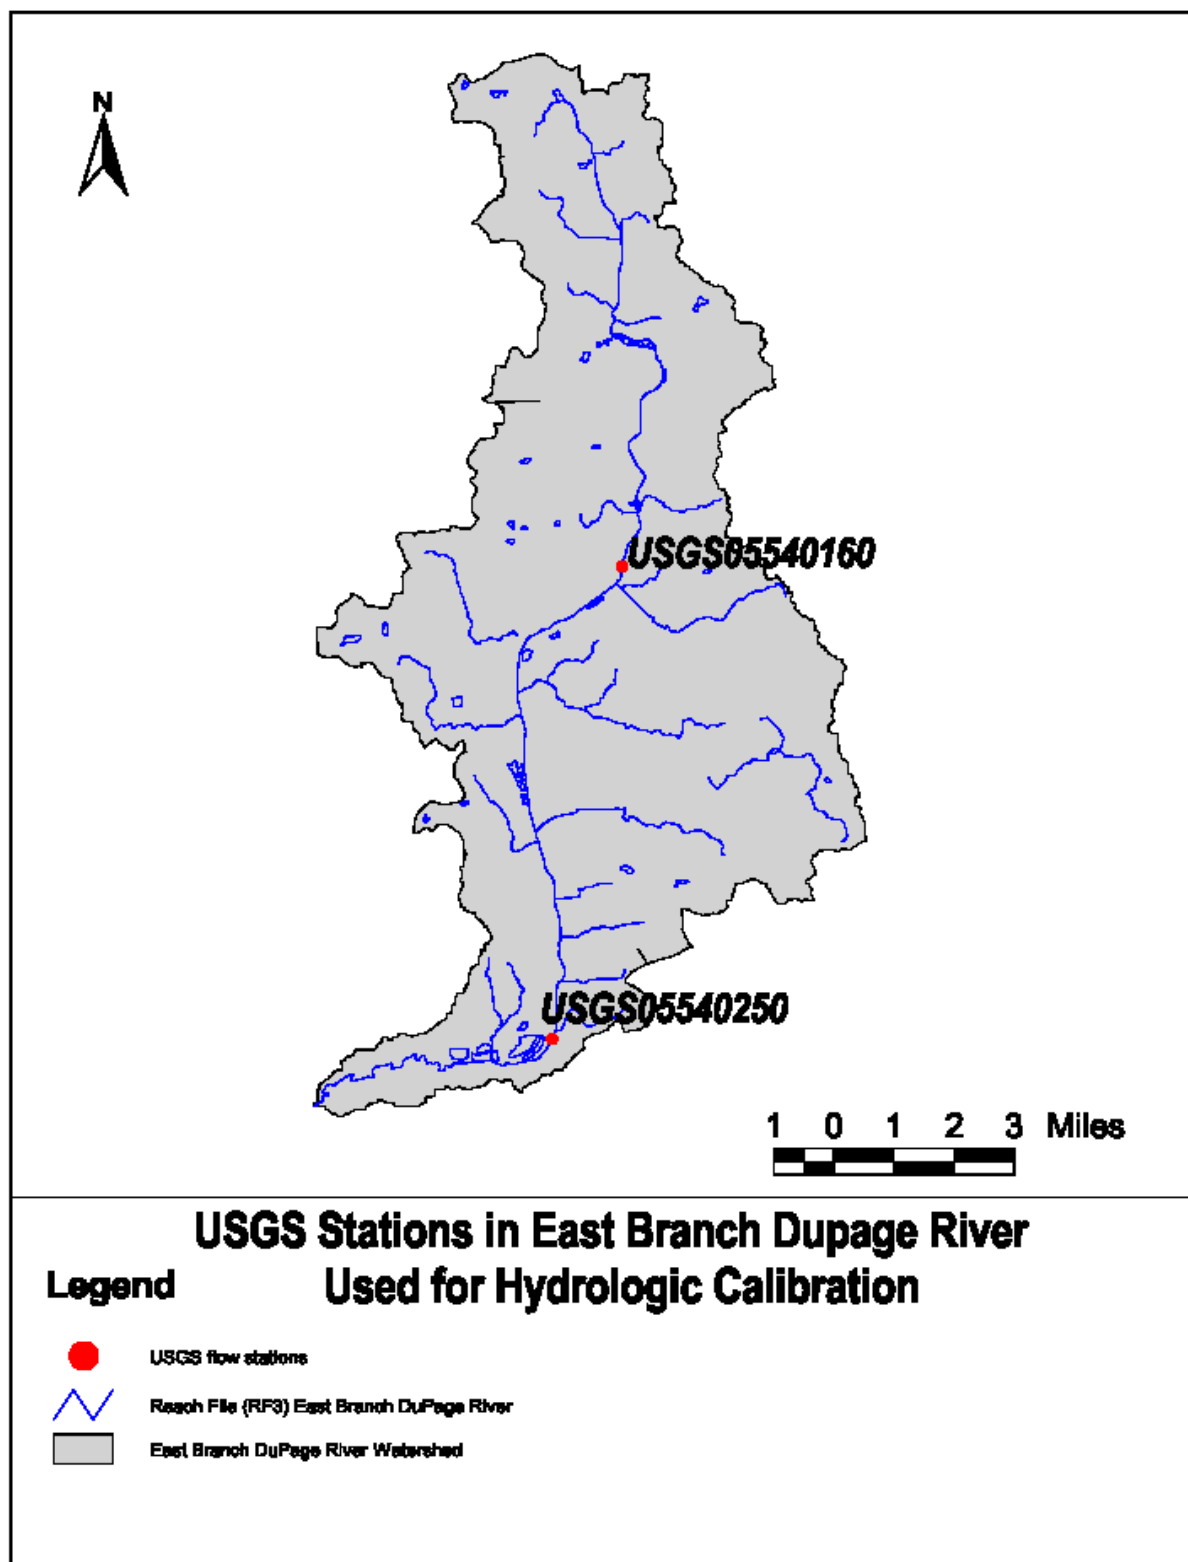 N
USGS05540160
USGS05540250
1 0 1 2 3 Miles
USGS Stations in East Branch Dupage River
Used for Hydrologic Calibration
Legend
USGS flow stations
Reach File (RF3) East Branch DuPage River
East Branch DuPage River Watershed